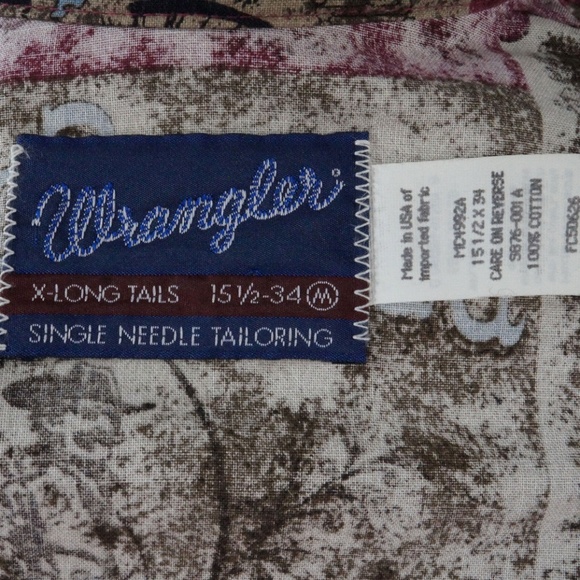 Wrangler®
X-LONG TAILS 15½-34 M
SINGLE NEEDLE TAILORING
Made in USA of
Imported fabric
MC4992A
15 1/2 X 34
CARE ON REVERSE
S876-001 A
100% COTTON
FC5D626